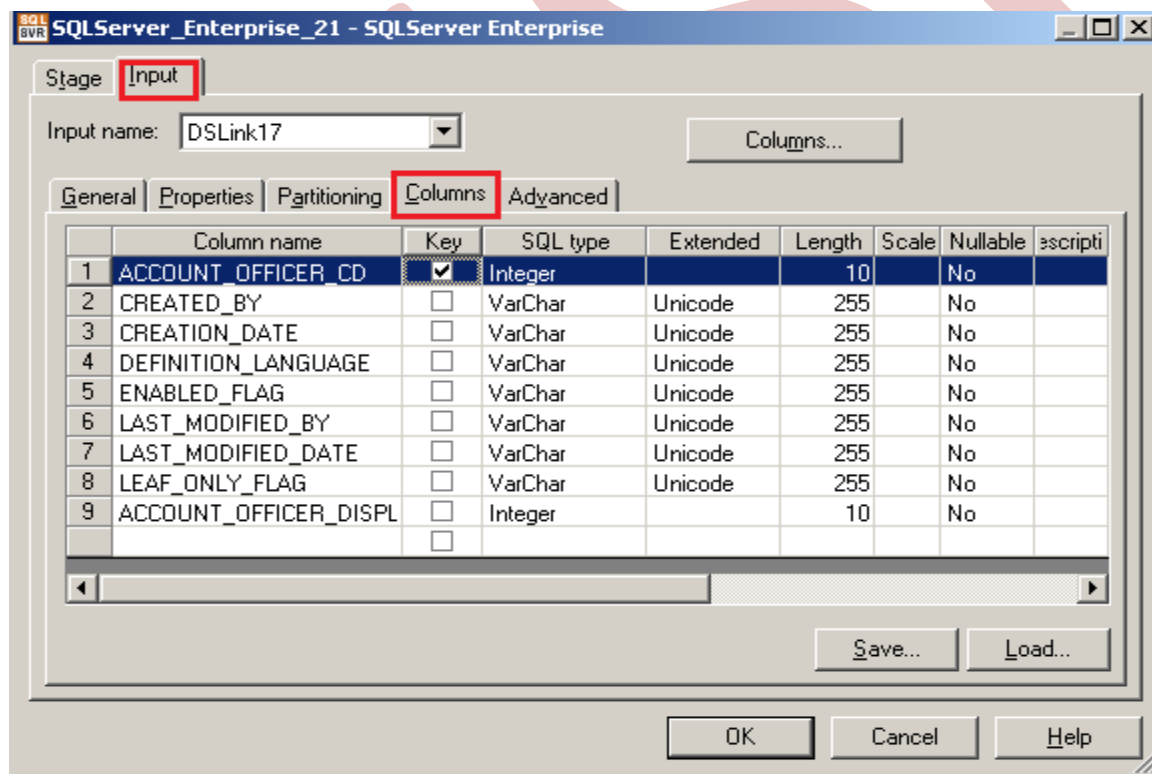 SQL SVR SQLServer_Enterprise_21 - SQLServer Enterprise
Stage Input
Input name: DSLink17 Columns...
General Properties Partitioning Columns Advanced
Column name Key SQL type Extended Length Scale Nullable escripti
1 ACCOUNT_OFFICER_CD Integer 10 No
2 CREATED_BY VarChar Unicode 255 No
3 CREATION_DATE VarChar Unicode 255 No
4 DEFINITION_LANGUAGE VarChar Unicode 255 No
5 ENABLED_FLAG VarChar Unicode 255 No
6 LAST_MODIFIED_BY VarChar Unicode 255 No
7 LAST_MODIFIED_DATE VarChar Unicode 255 No
8 LEAF_ONLY_FLAG VarChar Unicode 255 No
9 ACCOUNT_OFFICER_DISPL Integer 10 No
Save... Load...
OK Cancel Help